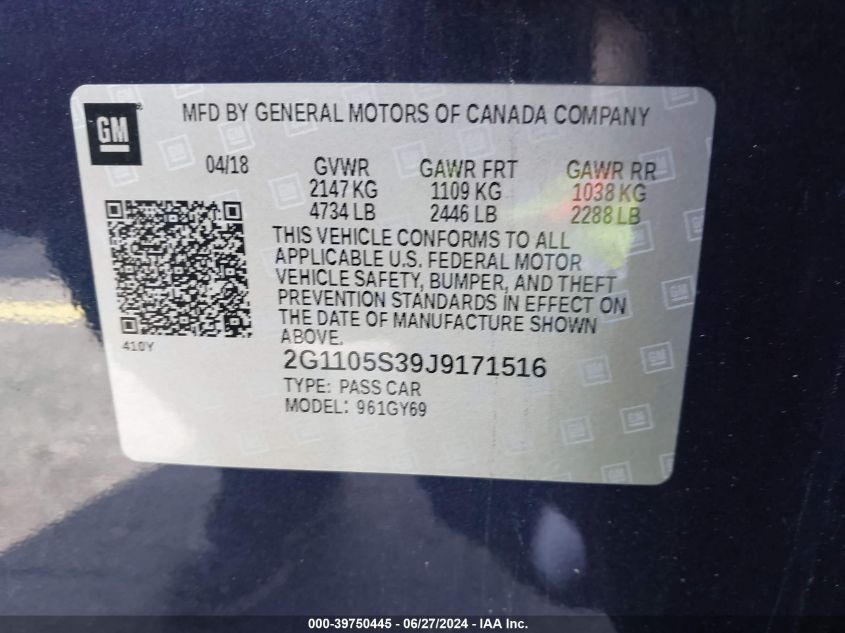 MFD BY GENERAL MOTORS OF CANADA COMPANY
GM
04/18 GVWR GAWR FRT GAWR RR
2147 KG 1109 KG 1038 KG
4734 LB 2446 LB 2288 LB
THIS VEHICLE CONFORMS TO ALL
APPLICABLE U.S. FEDERAL MOTOR
VEHICLE SAFETY, BUMPER, AND THEFT
PREVENTION STANDARDS IN EFFECT ON
THE DATE OF MANUFACTURE SHOWN
ABOVE.
410Y
2G1105S39J9171516
TYPE: PASS CAR
MODEL: 961GY69
000-39750445 - 06/27/2024 - IAA Inc.